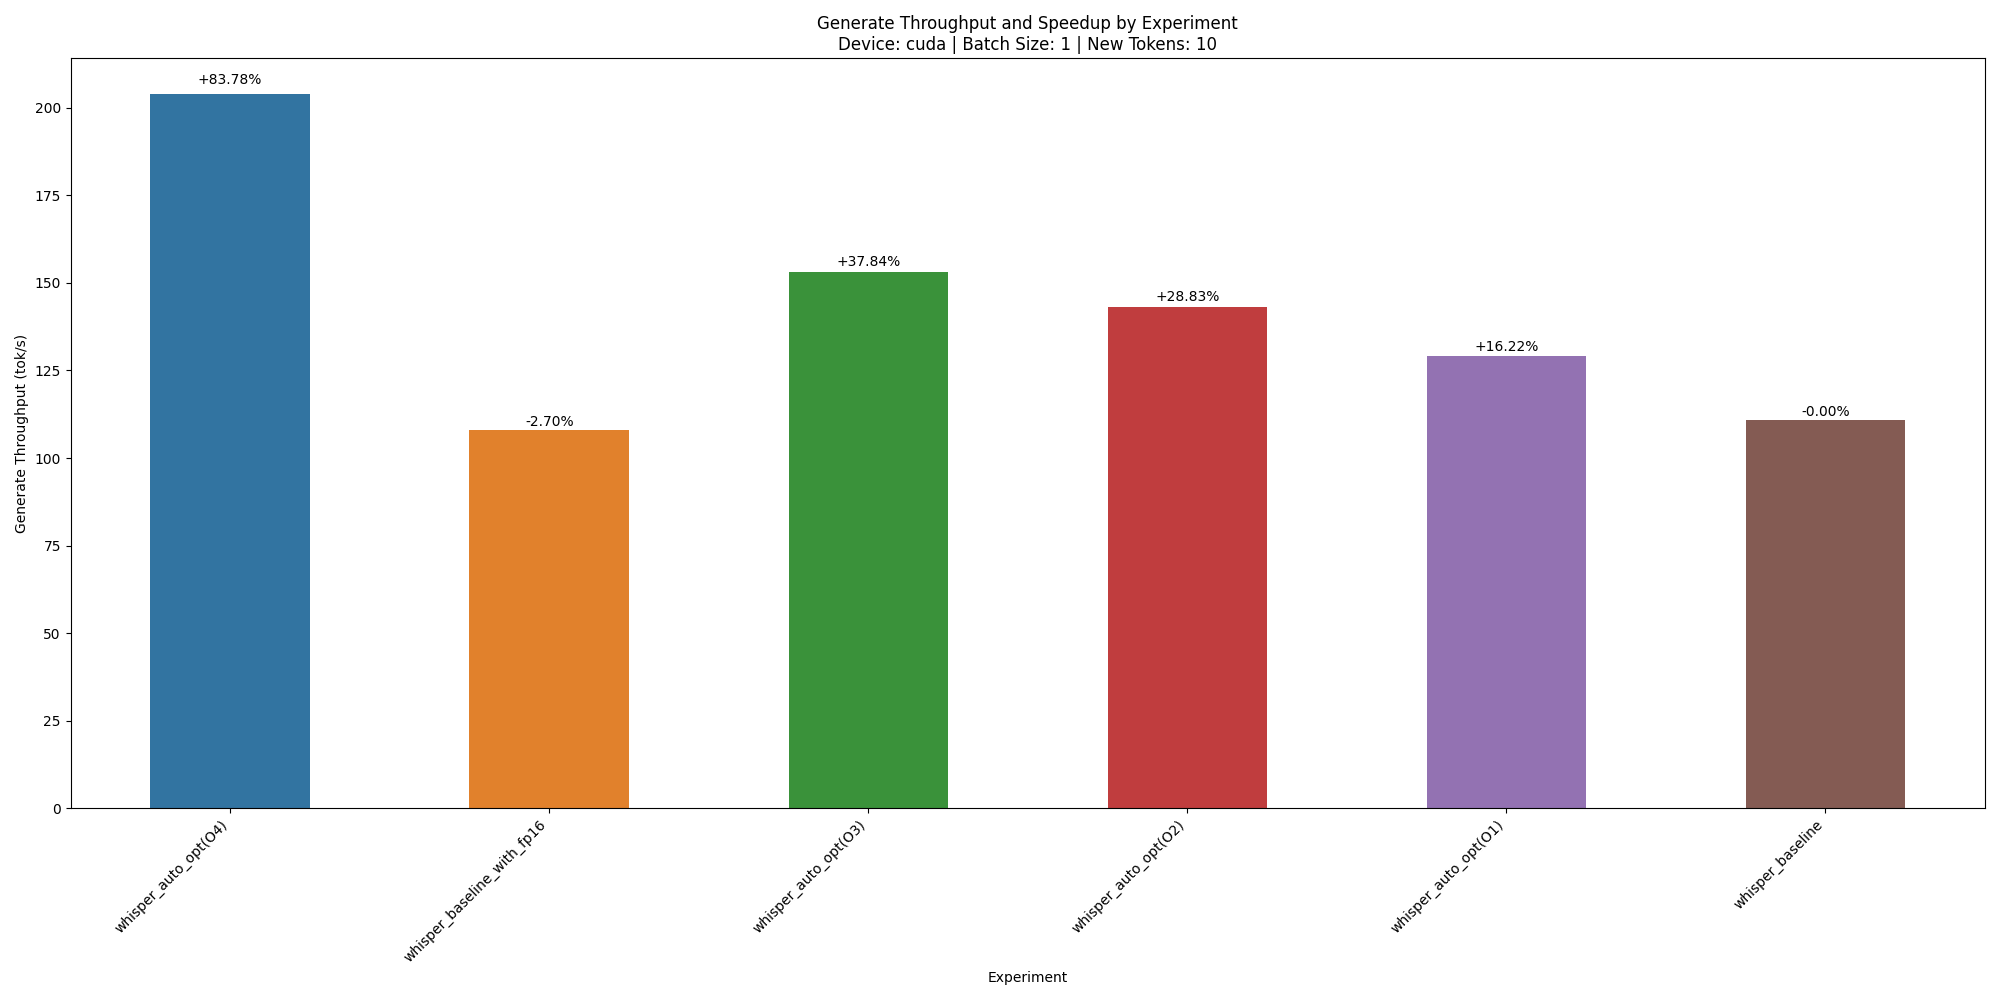 Generate Throughput and Speedup by Experiment
Device: cuda | Batch Size: 1 | New Tokens: 10
Generate Throughput (tok/s)
200
175
150
125
100
75
50
25
0
+83.78%
-2.70%
+37.84%
+28.83%
+16.22%
-0.00%
whisper_auto_opt(O4)
whisper_baseline_with_fp16
whisper_auto_opt(O3)
whisper_auto_opt(O2)
whisper_auto_opt(O1)
whisper_baseline
Experiment